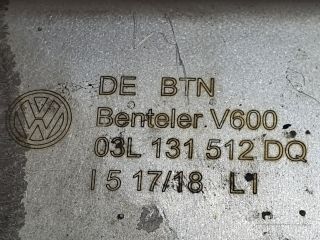 DE BTN
Benteler V600
03L 131 512 DQ
I 5 17/18 L1